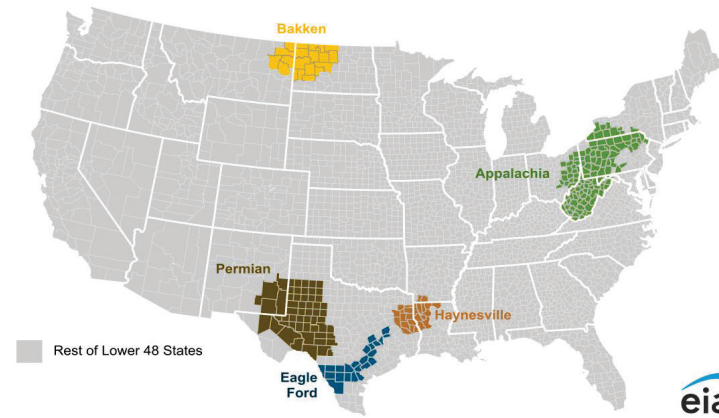 Bakken
Appalachia
Permian
Haynesville
Rest of Lower 48 States
Eagle
Ford
eia